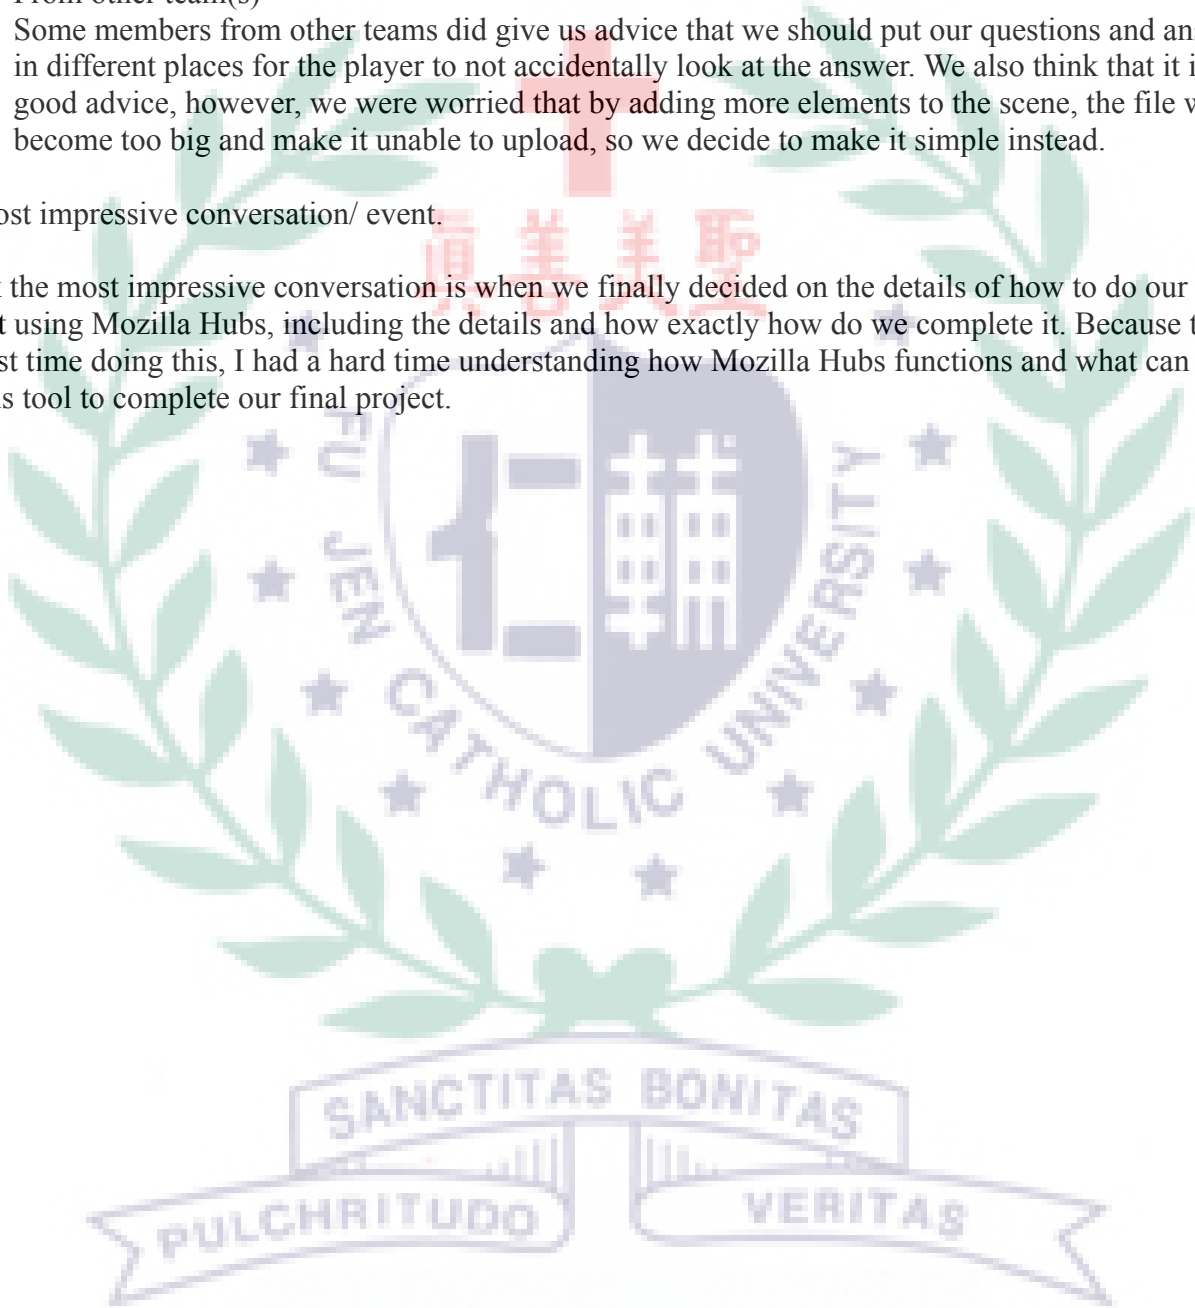 From other team(s)
Some members from other teams did give us advice that we should put our questions and
in different places for the player to not accidentally look at the answer. We also think that it
good advice, however, we were worried that by adding more elements to the scene, the file
become too big and make it unable to upload, so we decide to make it simple instead.
impressive conversation/ event.
the most impressive conversation is when we finally decided on the details of how to do our
using Mozilla Hubs, including the details and how exactly how do we complete it. Because
time doing this, I had a hard time understanding how Mozilla Hubs functions and what can
tool to complete our final project.
真善美聖
FU JEN CATHOLIC UNIVERSITY
SANCTITAS BONITAS
PULCHRITUDO VERITAS